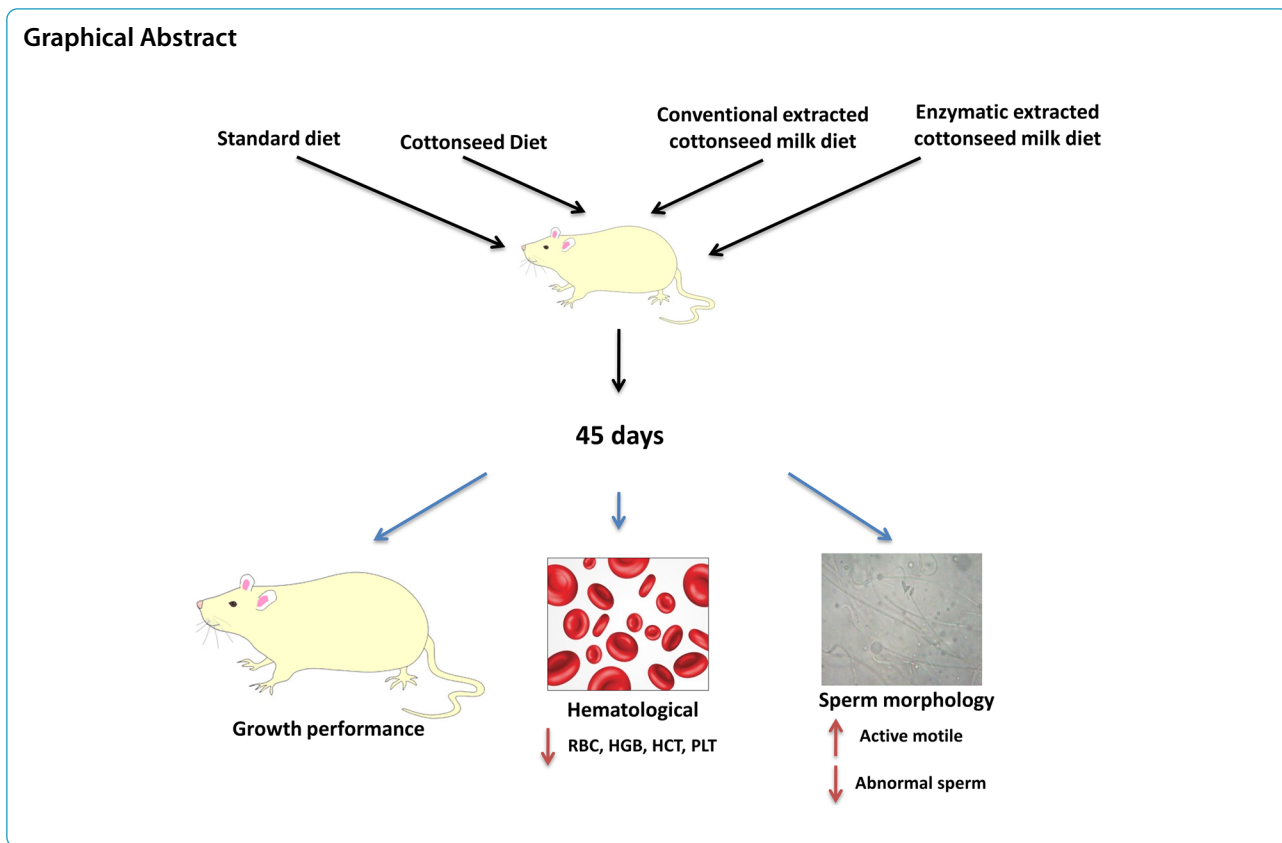 Graphical Abstract
Standard diet
Cottonseed Diet
Conventional extracted
cottonseed milk diet
Enzymatic extracted
cottonseed milk diet
45 days
Growth performance
Hematological
RBC, HGB, HCT, PLT
Sperm morphology
Active motile
Abnormal sperm